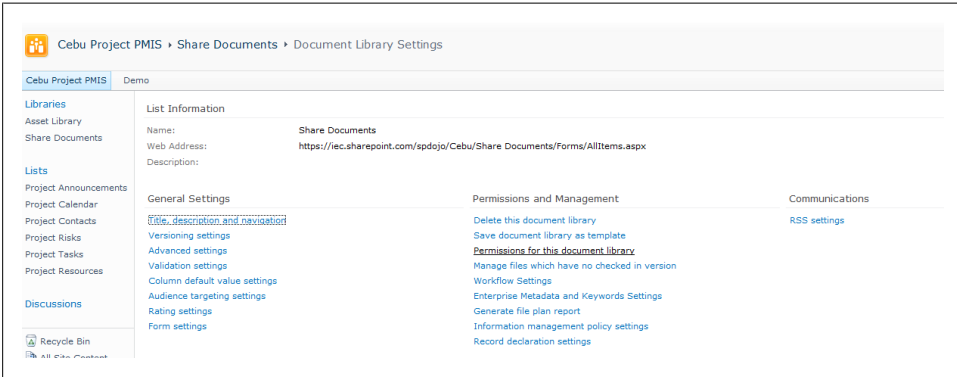 Cebu Project PMIS ▸ Share Documents ▸ Document Library Settings
Cebu Project PMIS Demo
Libraries
Asset Library
Share Documents
Lists
Project Announcements
Project Calendar
Project Contacts
Project Risks
Project Tasks
Project Resources
Discussions
Recycle Bin
All Site Content
List Information
Name: Share Documents
Web Address: https://iec.sharepoint.com/spdojo/Cebu/Share Documents/Forms/AllItems.aspx
Description:
General Settings
Title, description and navigation
Versioning settings
Advanced settings
Validation settings
Column default value settings
Audience targeting settings
Rating settings
Form settings
Permissions and Management
Delete this document library
Save document library as template
Permissions for this document library
Manage files which have no checked in version
Workflow Settings
Enterprise Metadata and Keywords Settings
Generate file plan report
Information management policy settings
Record declaration settings
Communications
RSS settings